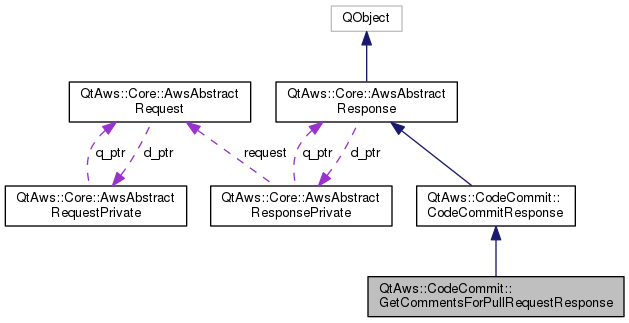 QObject
QtAws::Core::AwsAbstract
Request
QtAws::Core::AwsAbstract
Response
q_ptr
d_ptr
request
q_ptr
d_ptr
QtAws::Core::AwsAbstract
RequestPrivate
QtAws::Core::AwsAbstract
ResponsePrivate
QtAws::CodeCommit::
CodeCommitResponse
QtAws::CodeCommit::
GetCommentsForPullRequestResponse